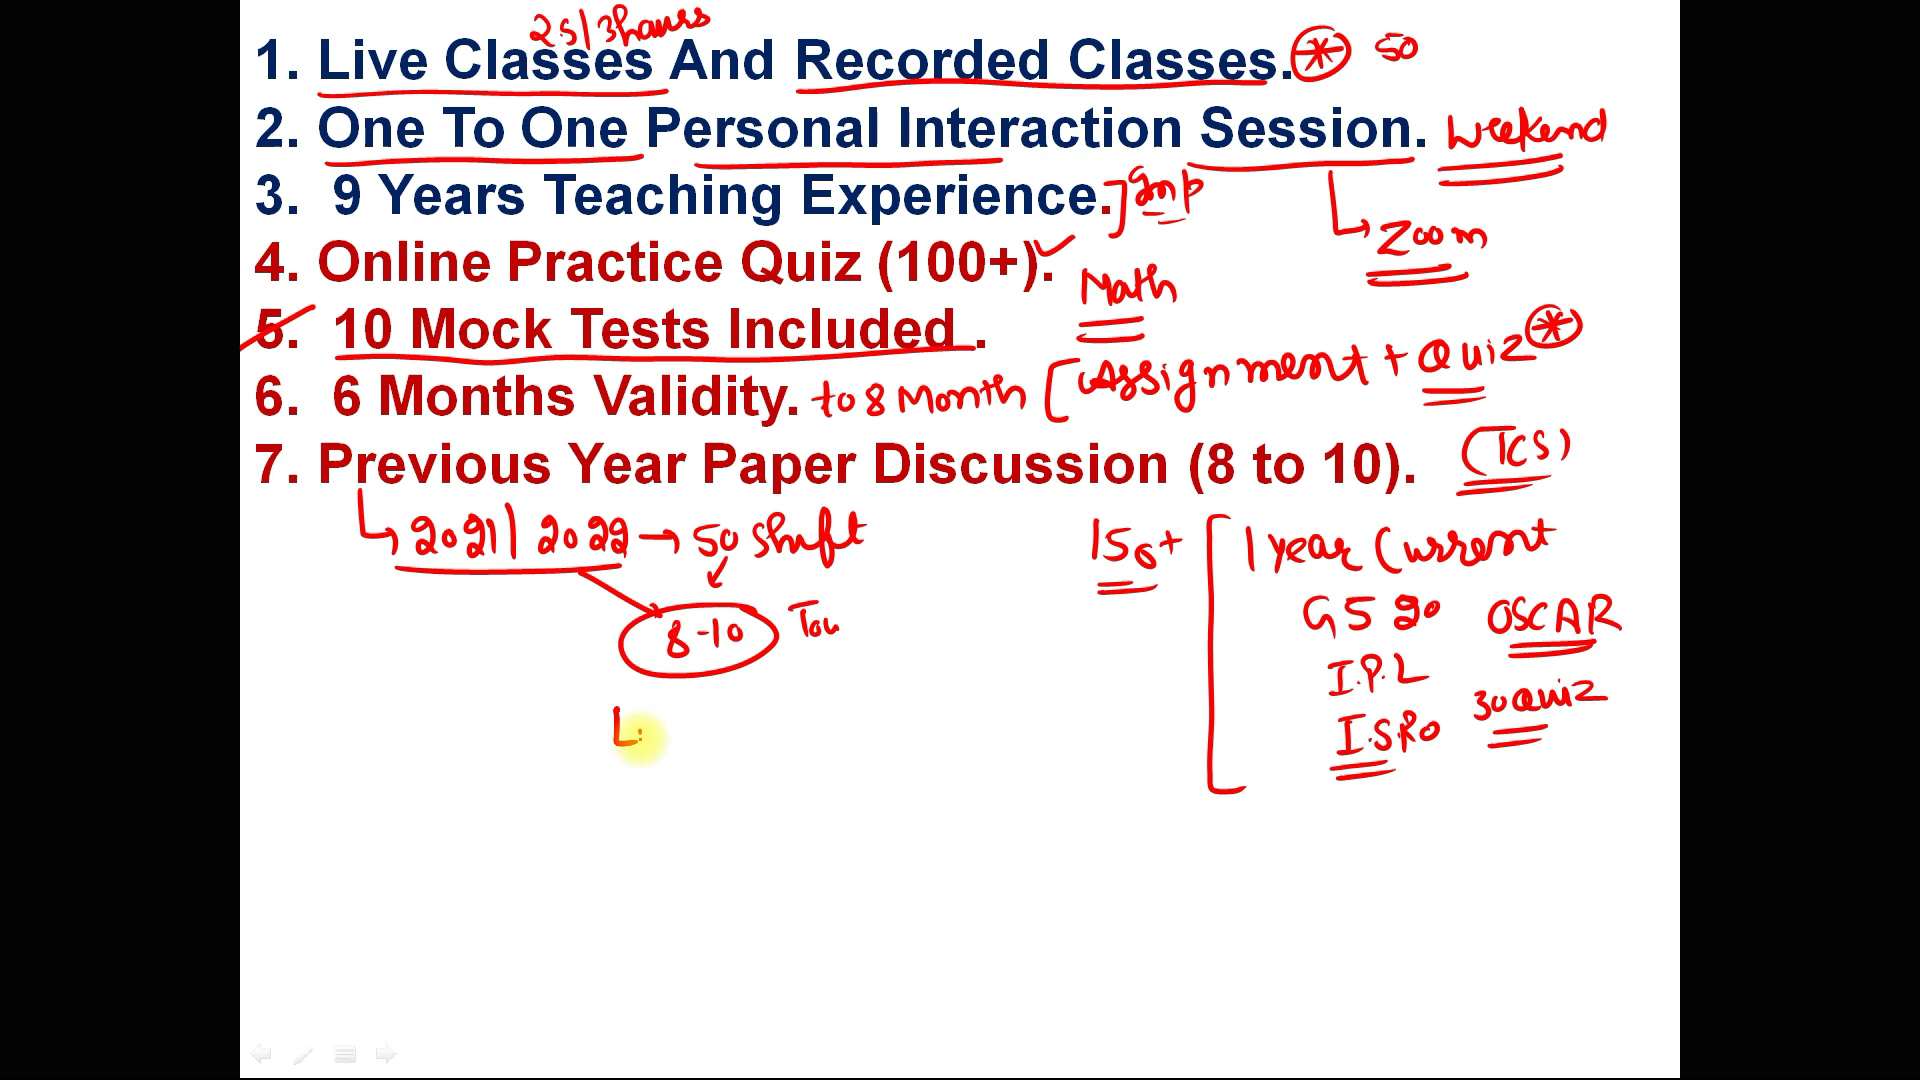 2.5/3hours
1. Live Classes And Recorded Classes. 50
2. One To One Personal Interaction Session. Weekend
3. 9 Years Teaching Experience. Imp
Zoom
4. Online Practice Quiz (100+).
Math
5. 10 Mock Tests Included .
Assignment + Quiz
6. 6 Months Validity. to 8 Month
7. Previous Year Paper Discussion (8 to 10). (TCS)
2021/2022 → 50 Shift
150+ 1 year Current
8-10
G S 20 OSCAR
I.P.L
30 Quiz
I.SRO